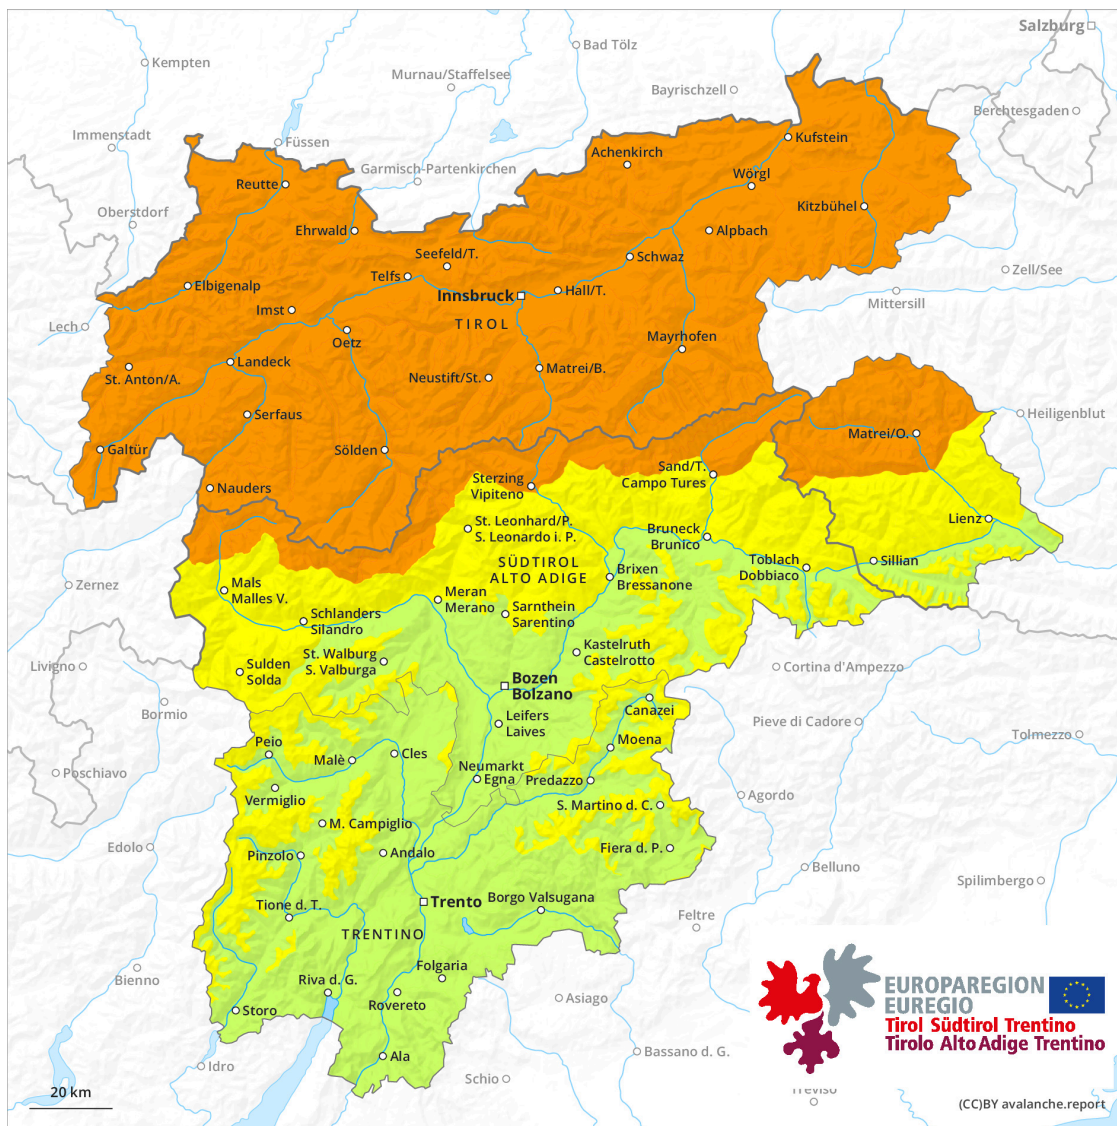 Salzburg
Bad Tölz
Kempten
Murnau/Staffelsee
Bayrischzell
Berchtesgaden
Immenstadt
Füssen
Kufstein
Achenkirch
Garmisch-Partenkirchen
Wörgl
Reutte
Oberstdorf
Kitzbühel
Ehrwald
Alpbach
Seefeld/T.
Schwaz
Telfs
Zell/See
Elbigenalp
Hall/T.
Innsbruck
Mittersill
Imst
TIROL
Lech
Oetz
Mayrhofen
Landeck
Matrei/B.
St. Anton/A.
Neustift/St.
Serfaus
Heiligenblut
Matrei/O.
Galtür
Sölden
Sand/T.
Campo Tures
Sterzing
Vipiteno
Nauders
Lienz
St. Leonhard/P.
S. Leonardo i. P.
Bruneck
Brunico
SÜDTIROL
ALTO ADIGE
Toblach
Dobbiaco
Sillian
Brixen
Bressanone
Zernez
Mals
Malles V.
Meran
Merano
Sarnthein
Sarentino
Schlanders
Silandro
Kastelruth
Castelrotto
St. Walburg
S. Valburga
Livigno
Sulden
Solda
Cortina d'Ampezzo
Bozen
Bolzano
Bormio
Canazei
Leifers
Laives
Pieve di Cadore
Tolmezzo
Peio
Moena
Cles
Malè
Poschiavo
Neumarkt
Egna
Predazzo
Vermiglio
Agordo
S. Martino d. C.
M. Campiglio
Edolo
Pinzolo
Andalo
Fiera d. P.
Belluno
Spilimbergo
Trento
Borgo Valsugana
Tione d. T.
Feltre
TRENTINO
Folgaria
Bienno
Riva d. G.
Rovereto
Asiago
Storo
EUROPAREGION
EUREGIO
Tirol Südtirol Trentino
Tirolo Alto Adige Trentino
Bassano d. G.
Ala
Idro
Schio
Treviso
20 km
(CC)BY avalanche.report